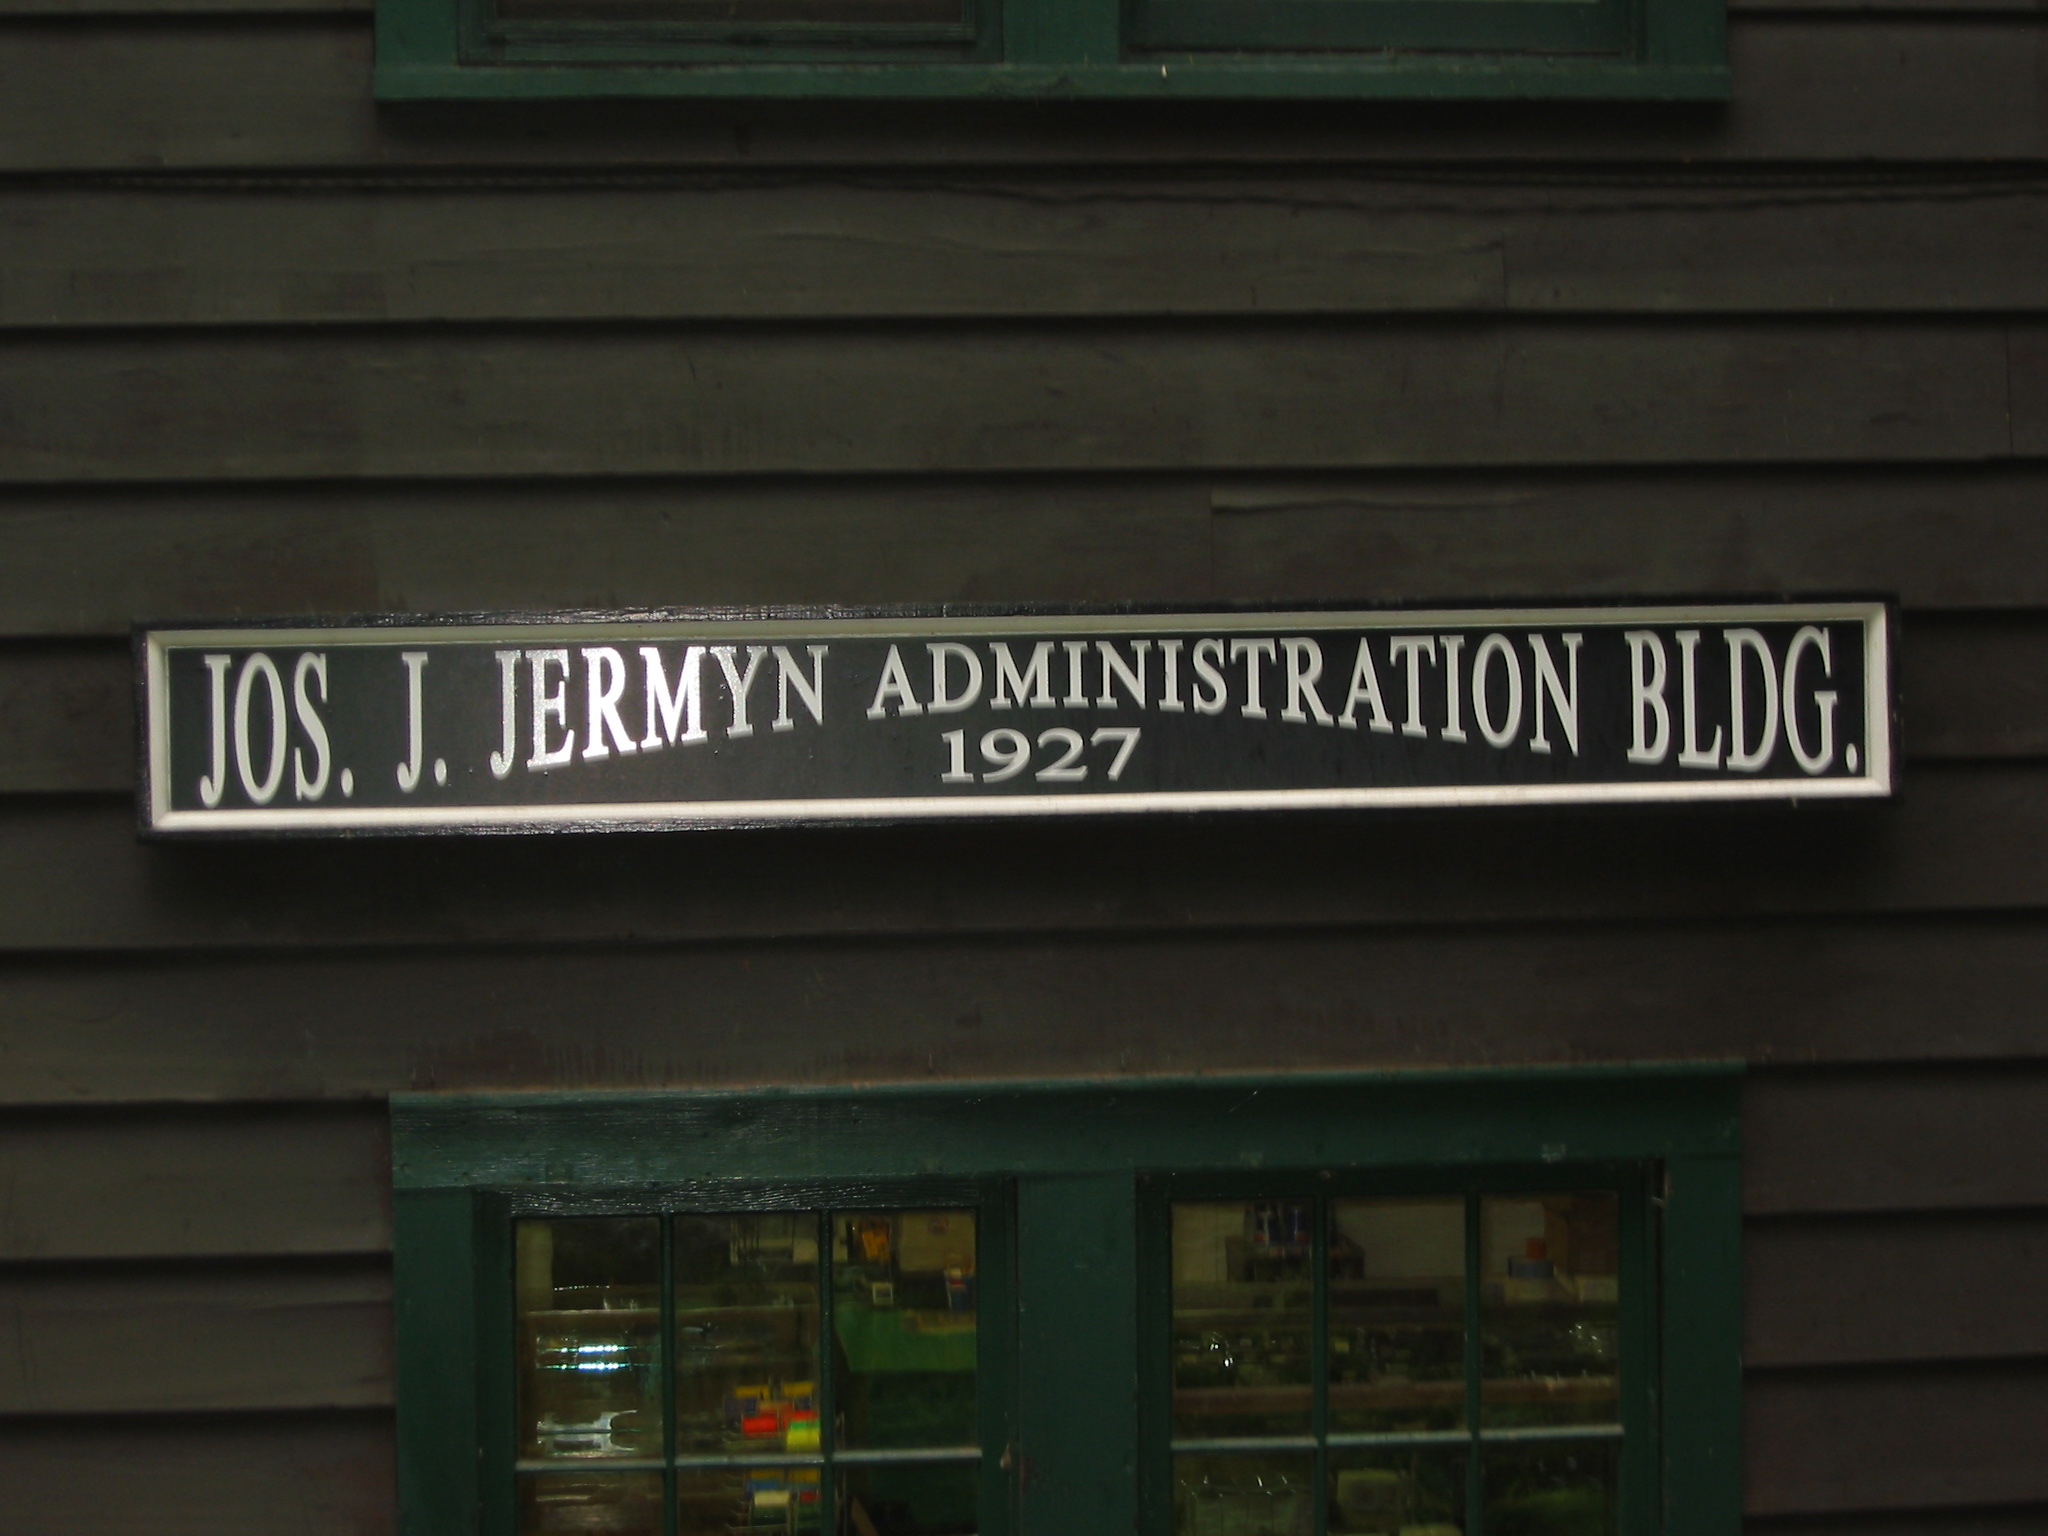 JOS. J. JERMYN ADMINISTRATION BLDG.
1927